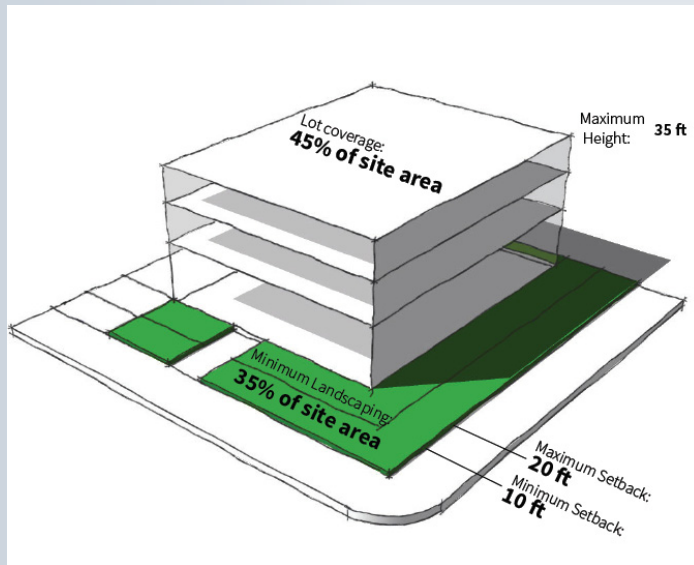 Lot coverage:
45% of site area
Maximum
Height: 35 ft
Minimum Landscaping:
35% of site area
Maximum Setback:
20 ft
Minimum Setback:
10 ft